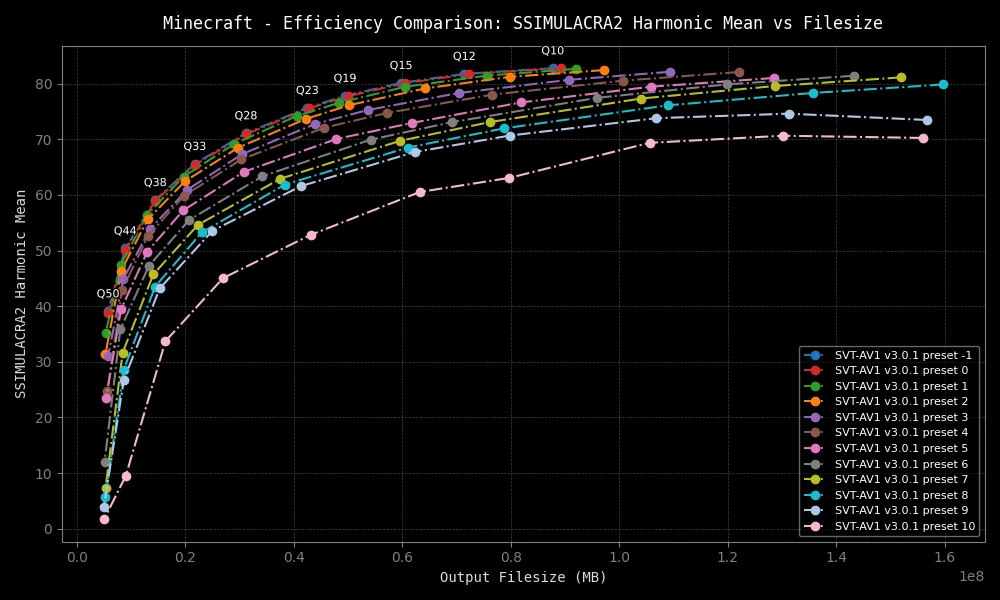 Minecraft - Efficiency Comparison: SSIMULACRA2 Harmonic Mean vs Filesize
SSIMULACRA2 Harmonic Mean
80
70
60
50
40
30
20
10
0
Q10
Q12
Q15
Q19
Q23
Q28
Q33
Q38
Q44
Q50
SVT-AV1 v3.0.1 preset -1
SVT-AV1 v3.0.1 preset 0
SVT-AV1 v3.0.1 preset 1
SVT-AV1 v3.0.1 preset 2
SVT-AV1 v3.0.1 preset 3
SVT-AV1 v3.0.1 preset 4
SVT-AV1 v3.0.1 preset 5
SVT-AV1 v3.0.1 preset 6
SVT-AV1 v3.0.1 preset 7
SVT-AV1 v3.0.1 preset 8
SVT-AV1 v3.0.1 preset 9
SVT-AV1 v3.0.1 preset 10
0.0 0.2 0.4 0.6 0.8 1.0 1.2 1.4 1.6
1e8
Output Filesize (MB)